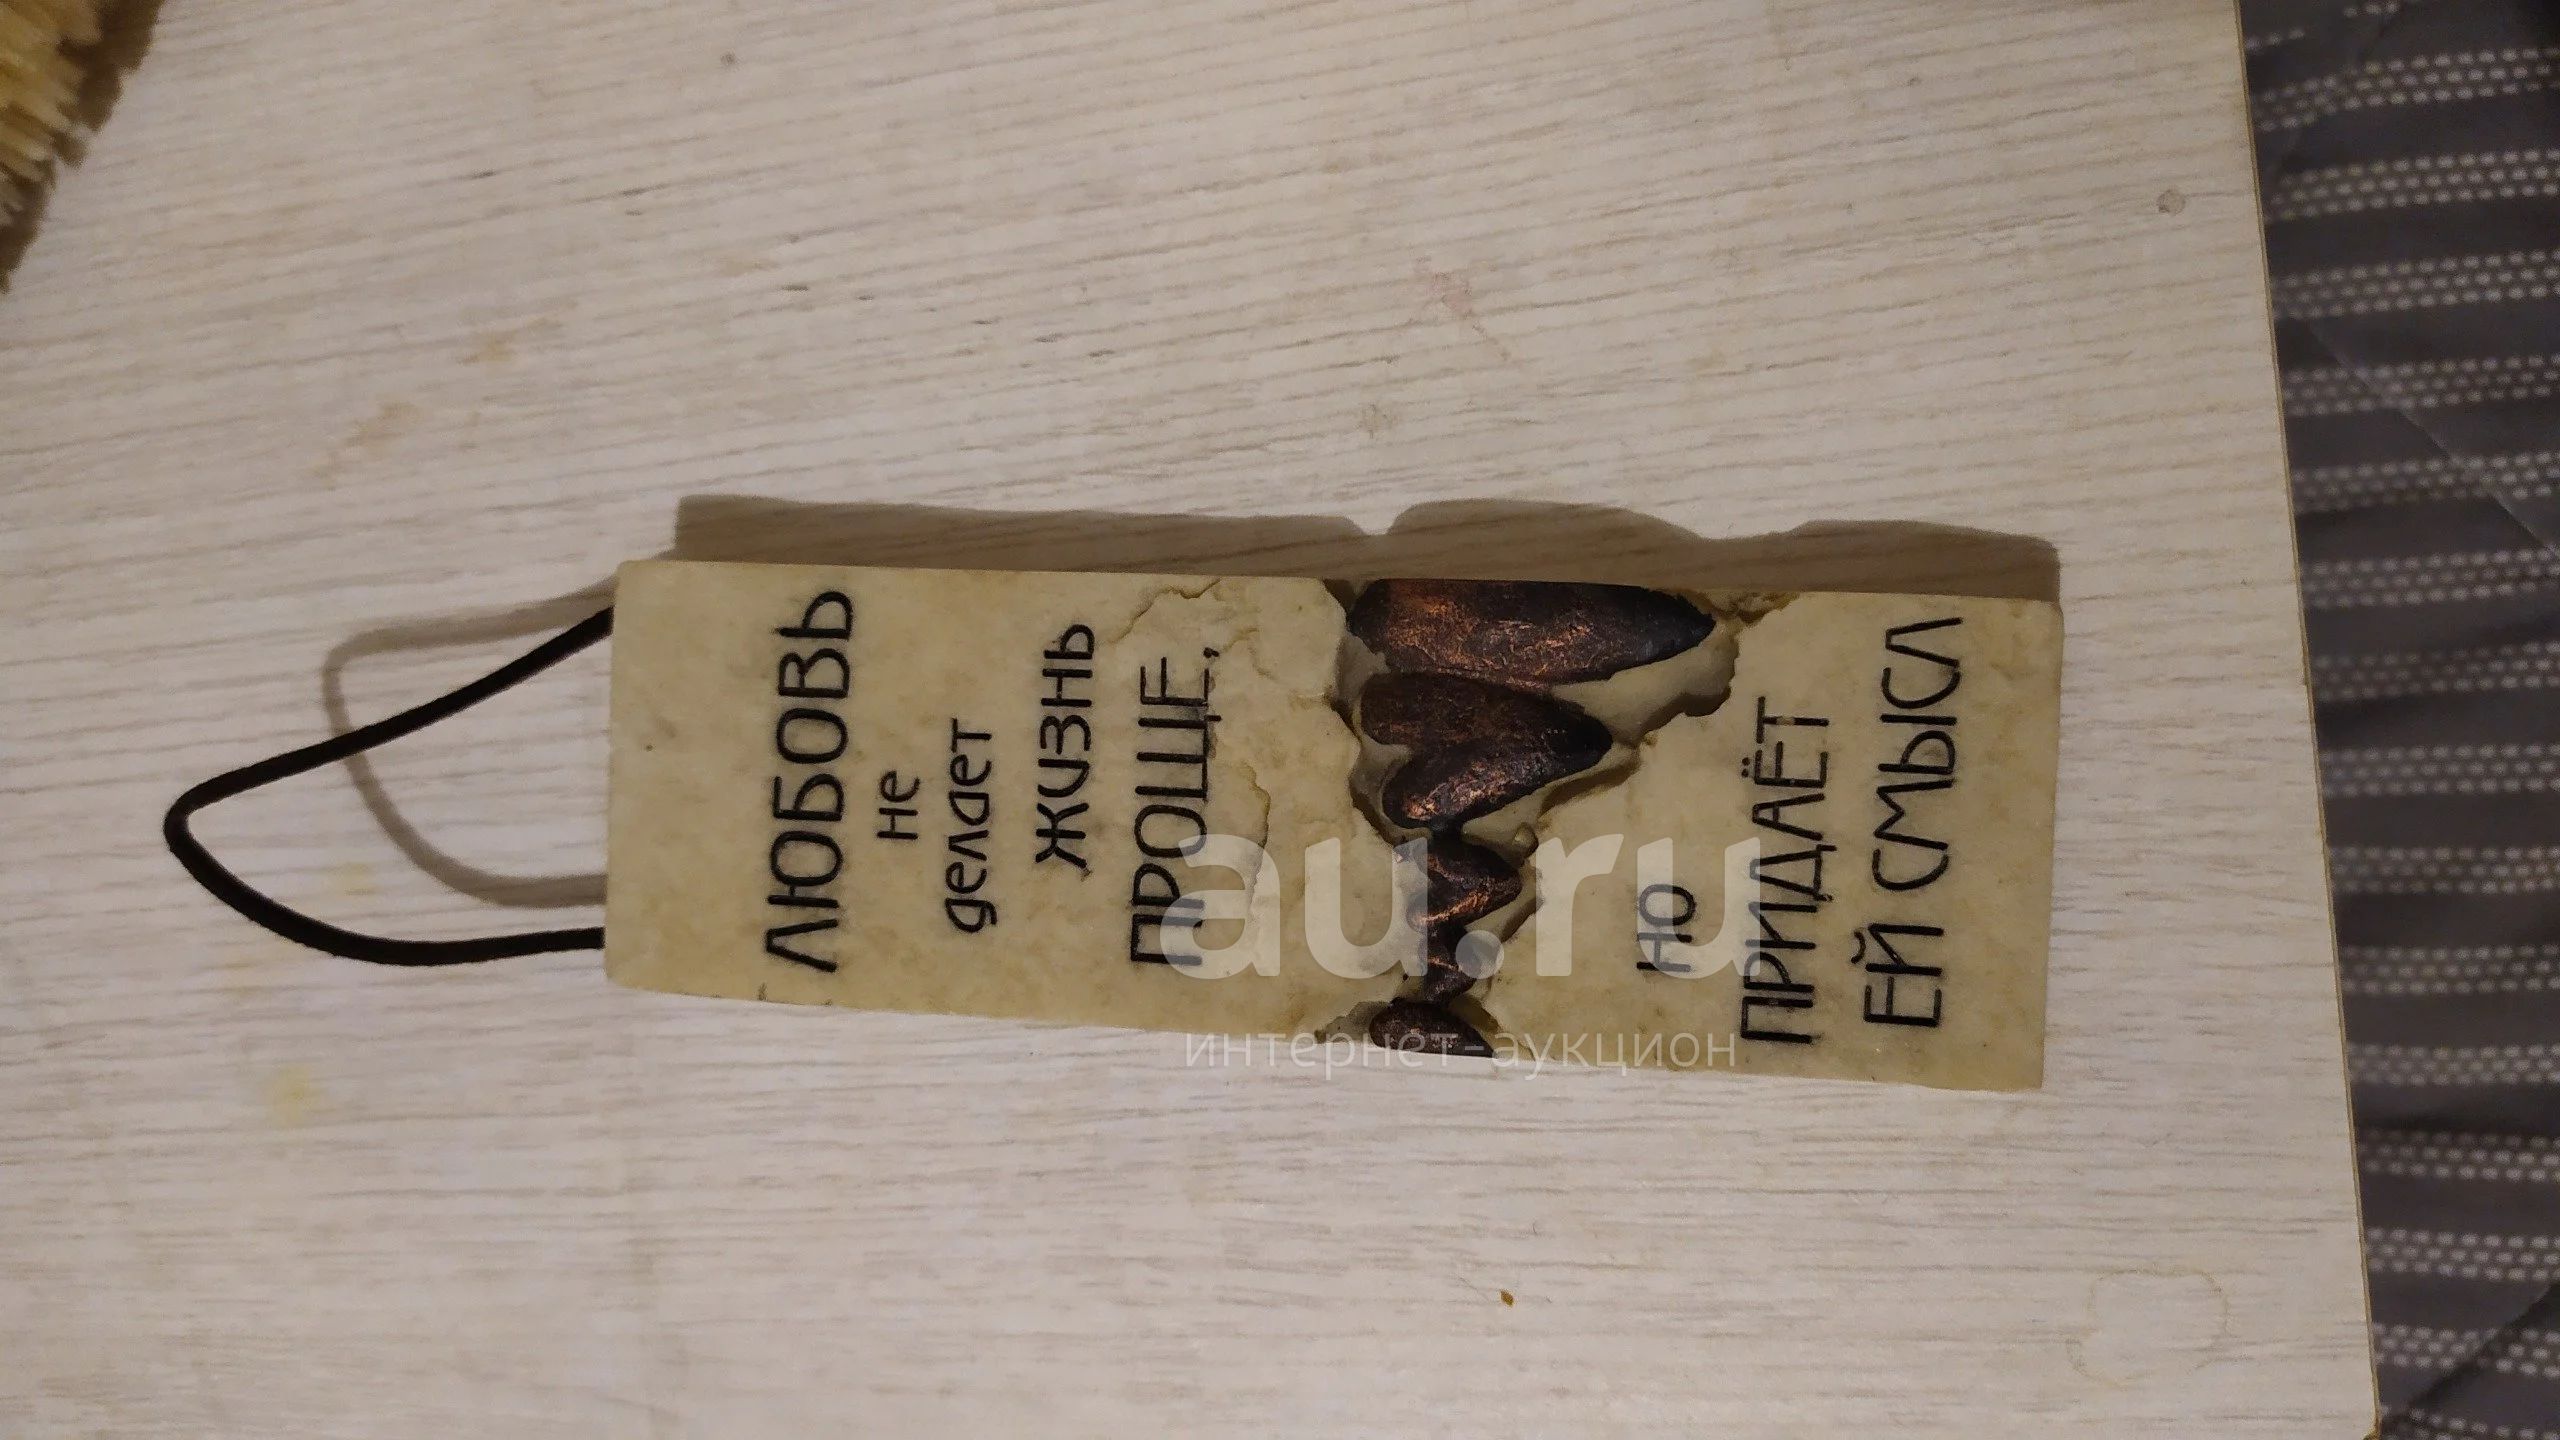 ЛЮБОВЬ
не
делает
жизнь
ПРОЩЕ,
но
ПРИДАЁТ
ЕЙ СМЫСЛ
au.ru
интернет-аукцион